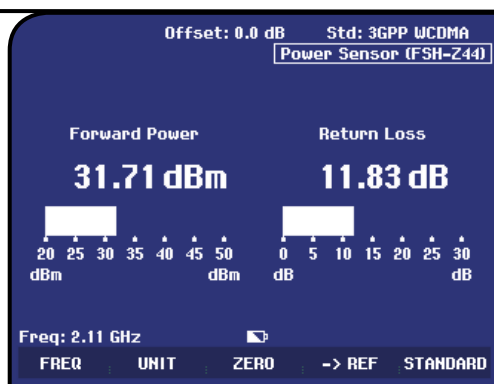 Offset: 0.0 dB Std: 3GPP WCDMA
Power Sensor (FSH-Z44)
Forward Power Return Loss
31.71 dBm 11.83 dB
20 25 30 35 40 45 50 0 5 10 15 20 25 30
dBm dBm dB dB
Freq: 2.11 GHz
FREQ UNIT ZERO -> REF STANDARD